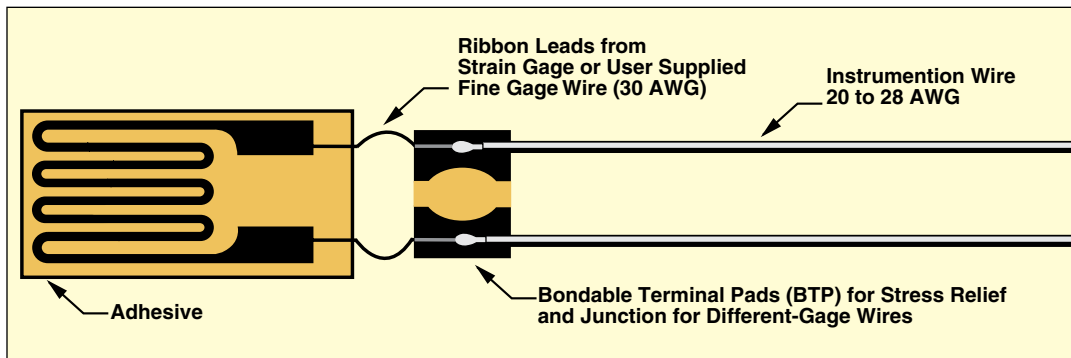 Ribbon Leads from
Strain Gage or User Supplied
Fine Gage Wire (30 AWG)
Instrumention Wire
20 to 28 AWG
Adhesive
Bondable Terminal Pads (BTP) for Stress Relief
and Junction for Different-Gage Wires